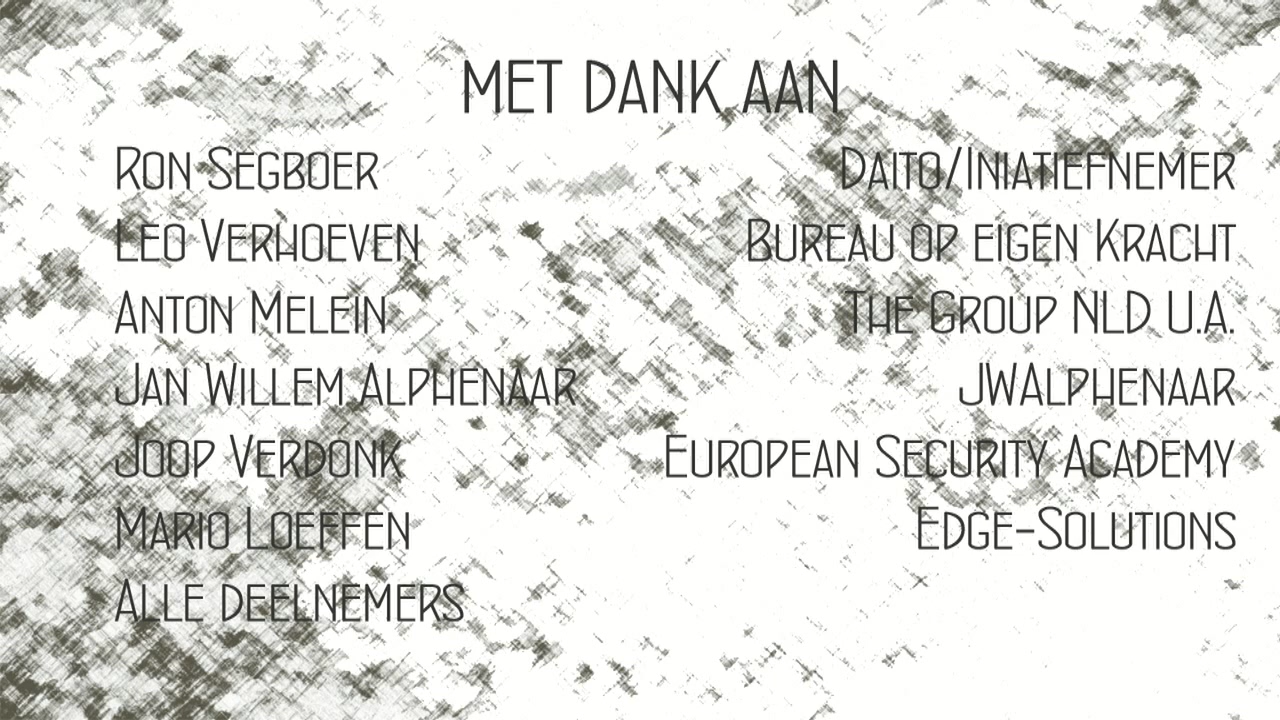 MET DANK AAN
RON SEGBOER DAITO/INIATIEFNEMER
LEO VERHOEVEN BUREAU OP EIGEN KRACHT
ANTON MELEIN THE GROUP NLD U.A.
JAN WILLEM ALPHENAAR JWALPHENAAR
JOOP VERDONK EUROPEAN SECURITY ACADEMY
MARIO LOEFFEN EDGE-SOLUTIONS
ALLE DEELNEMERS